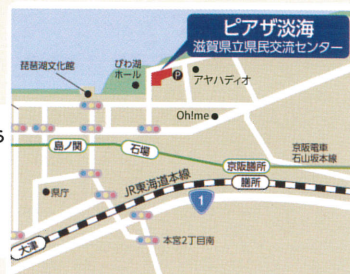 ピアザ淡海
滋賀県立県民交流センター
琵琶湖文化館
びわ湖
ホール
P
アヤハディオ
Oh!me
ら
島ノ関
石場
京阪電車
石山坂本線
京阪膳所
膳所
JR東海道本線
県庁
1
本宮2丁目南
大津